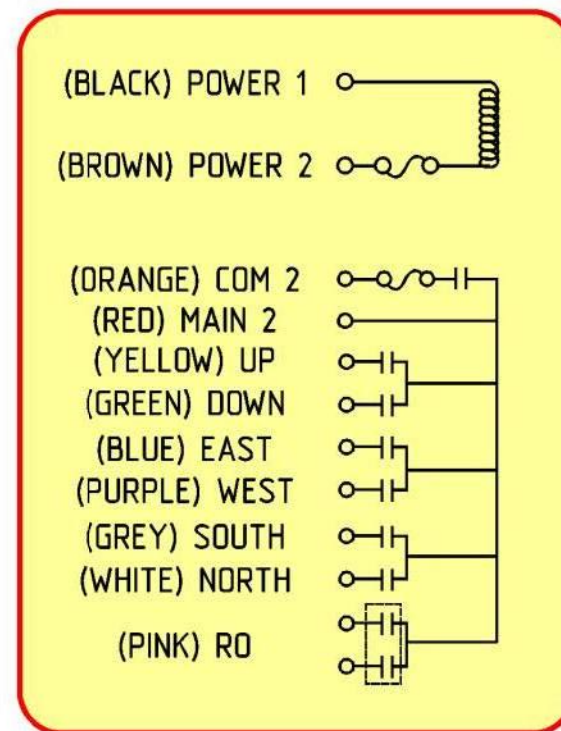 (BLACK) POWER 1
(BROWN) POWER 2
(ORANGE) COM 2
(RED) MAIN 2
(YELLOW) UP
(GREEN) DOWN
(BLUE) EAST
(PURPLE) WEST
(GREY) SOUTH
(WHITE) NORTH
(PINK) RO